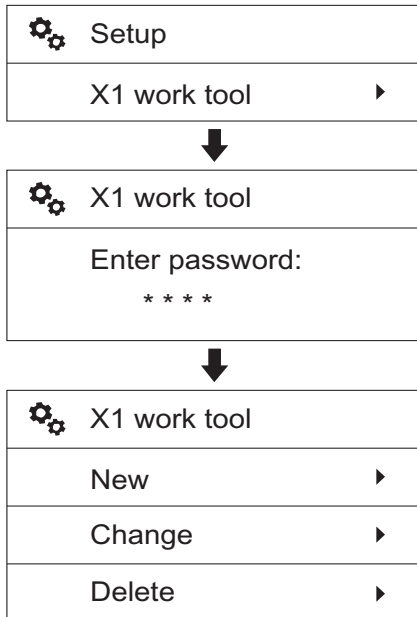 Setup
X1 work tool
X1 work tool
Enter password:
* * * *
X1 work tool
New
Change
Delete